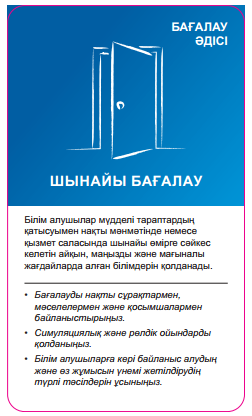 БАҒАЛАУ
ӘДІСІ
ШЫНАЙЫ БАҒАЛАУ
Білім алушылар мүдделі тараптардың
қатысуымен нақты мәнмәтінде немесе
қызмет саласында шынайы өмірге сәйкес
келетін айқын, маңызды және мағыналы
жағдайларда алған білімдерін қолданады.
• Бағалауды нақты сұрақтармен,
мәселелермен және қосымшалармен
байланыстырыңыз.
• Симуляциялық және рөлдік ойындарды
қолданыңыз.
• Білім алушыларға кері байланыс алудың
және өз жұмысын үнемі жетілдірудің
түрлі тәсілдерін ұсыныңыз.